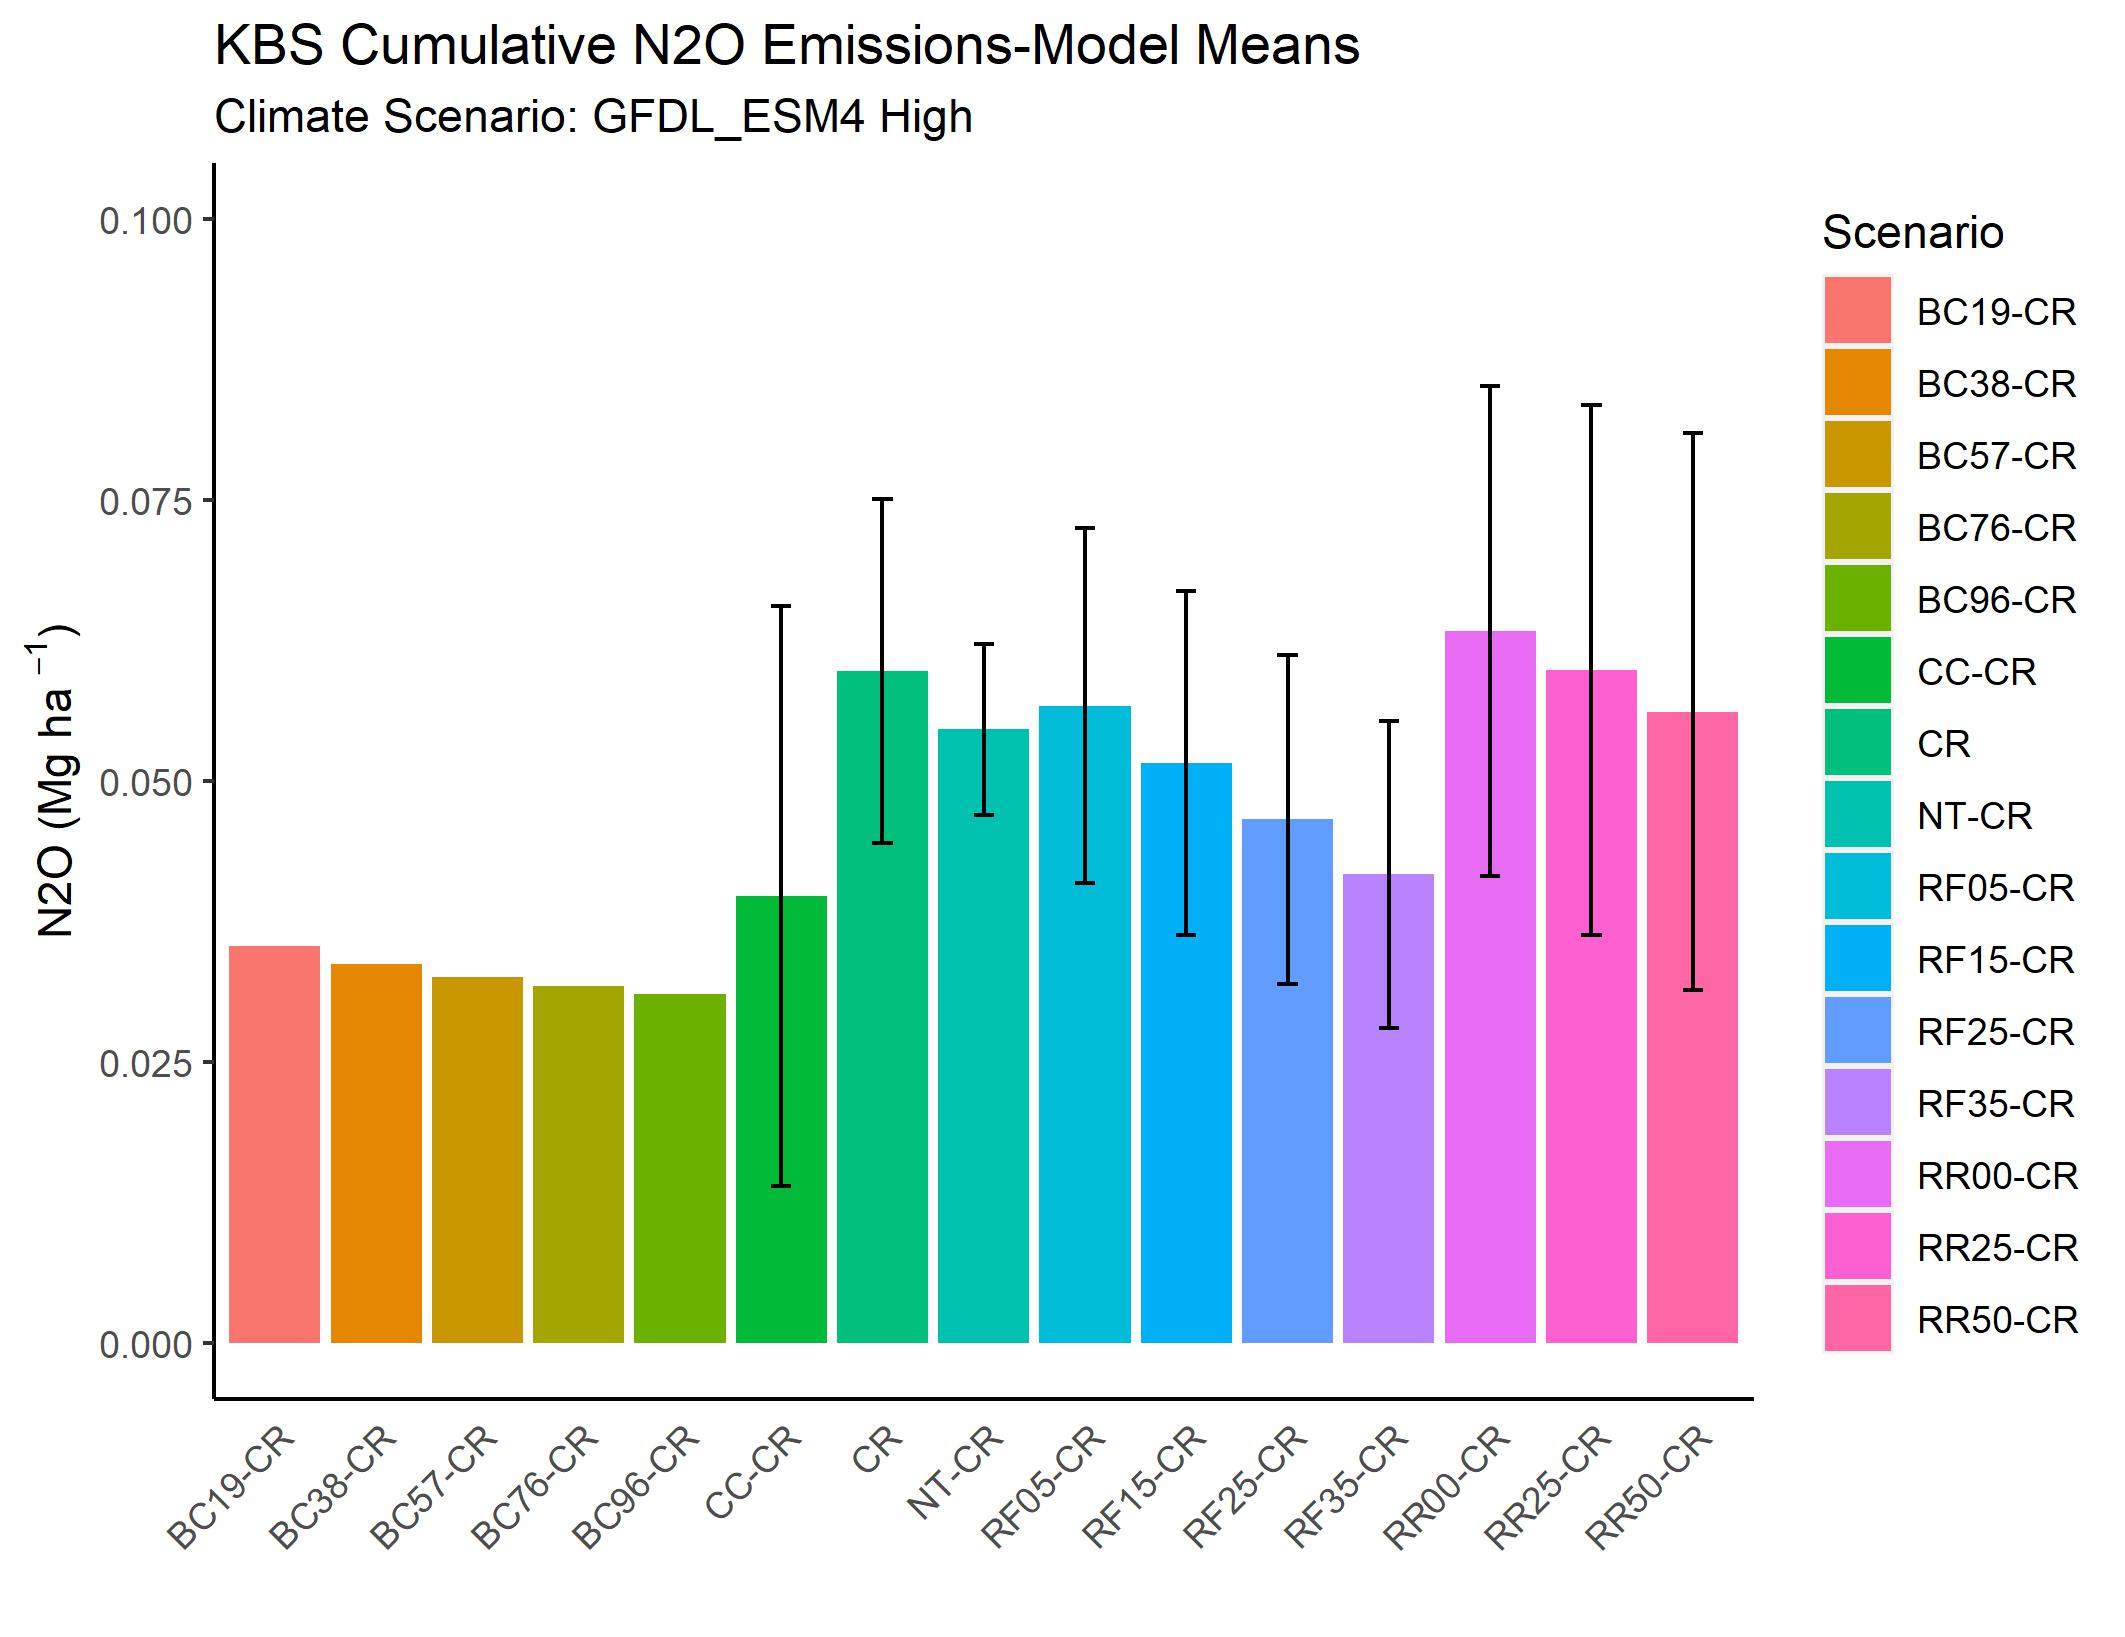 KBS Cumulative N2O Emissions-Model Means
Climate Scenario: GFDL_ESM4 High
N2O (Mg ha −1)
0.100
0.075
0.050
0.025
0.000
BC19-CR
BC38-CR
BC57-CR
BC76-CR
BC96-CR
CC-CR
CR
NT-CR
RF05-CR
RF15-CR
RF25-CR
RF35-CR
RR00-CR
RR25-CR
RR50-CR
Scenario
BC19-CR
BC38-CR
BC57-CR
BC76-CR
BC96-CR
CC-CR
CR
NT-CR
RF05-CR
RF15-CR
RF25-CR
RF35-CR
RR00-CR
RR25-CR
RR50-CR